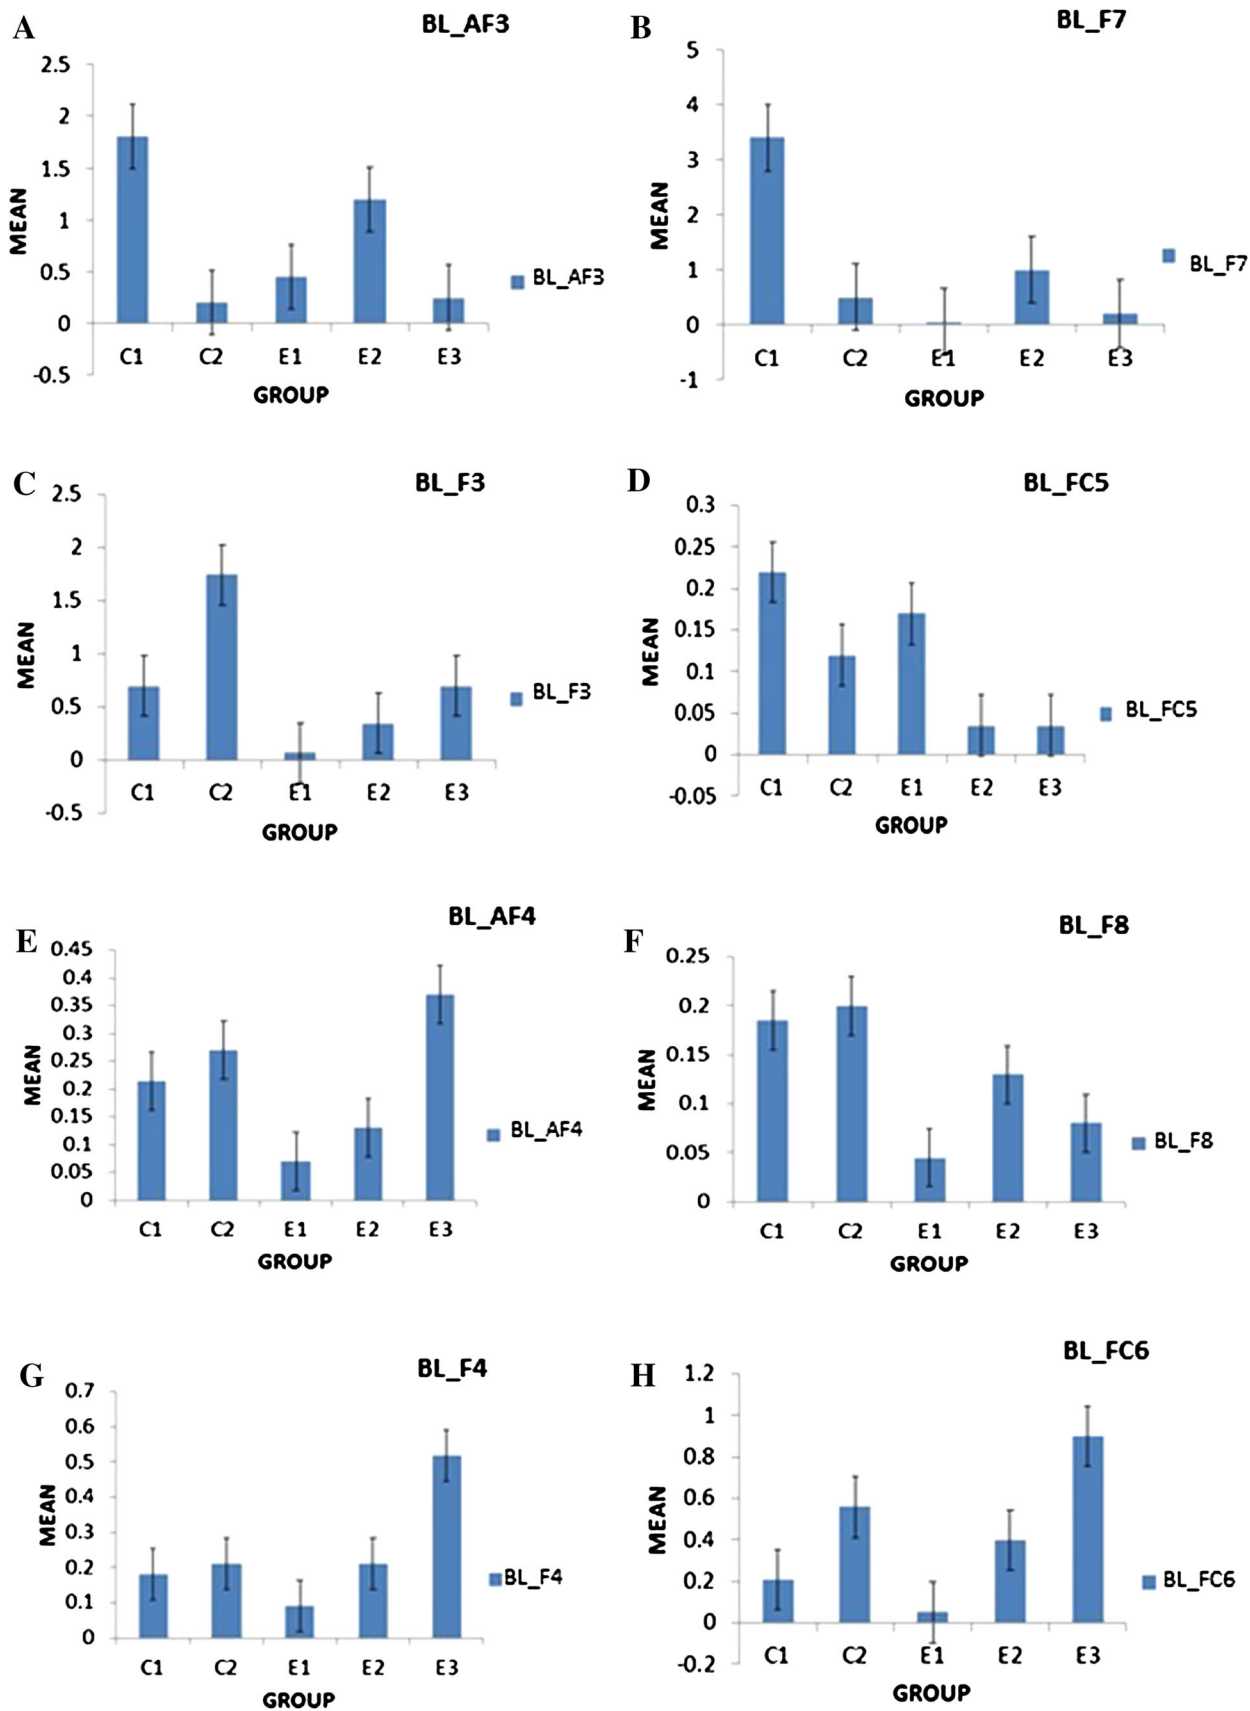 A
BL_AF3
2.5
2
1.5
1
0.5
0
-0.5
MEAN
C1 C2 E1 E2 E3
GROUP
BL_AF3
B
BL_F7
5
4
3
2
1
0
-1
MEAN
C1 C2 E1 E2 E3
GROUP
BL_F7
C
BL_F3
2.5
2
1.5
1
0.5
0
-0.5
MEAN
C1 C2 E1 E2 E3
GROUP
BL_F3
D
BL_FC5
0.3
0.25
0.2
0.15
0.1
0.05
0
-0.05
MEAN
C1 C2 E1 E2 E3
GROUP
BL_FC5
E
BL_AF4
0.45
0.4
0.35
0.3
0.25
0.2
0.15
0.1
0.05
0
MEAN
C1 C2 E1 E2 E3
GROUP
BL_AF4
F
BL_F8
0.25
0.2
0.15
0.1
0.05
0
MEAN
C1 C2 E1 E2 E3
GROUP
BL_F8
G
BL_F4
0.7
0.6
0.5
0.4
0.3
0.2
0.1
0
MEAN
C1 C2 E1 E2 E3
GROUP
BL_F4
H
BL_FC6
1.2
1
0.8
0.6
0.4
0.2
0
-0.2
MEAN
C1 C2 E1 E2 E3
GROUP
BL_FC6